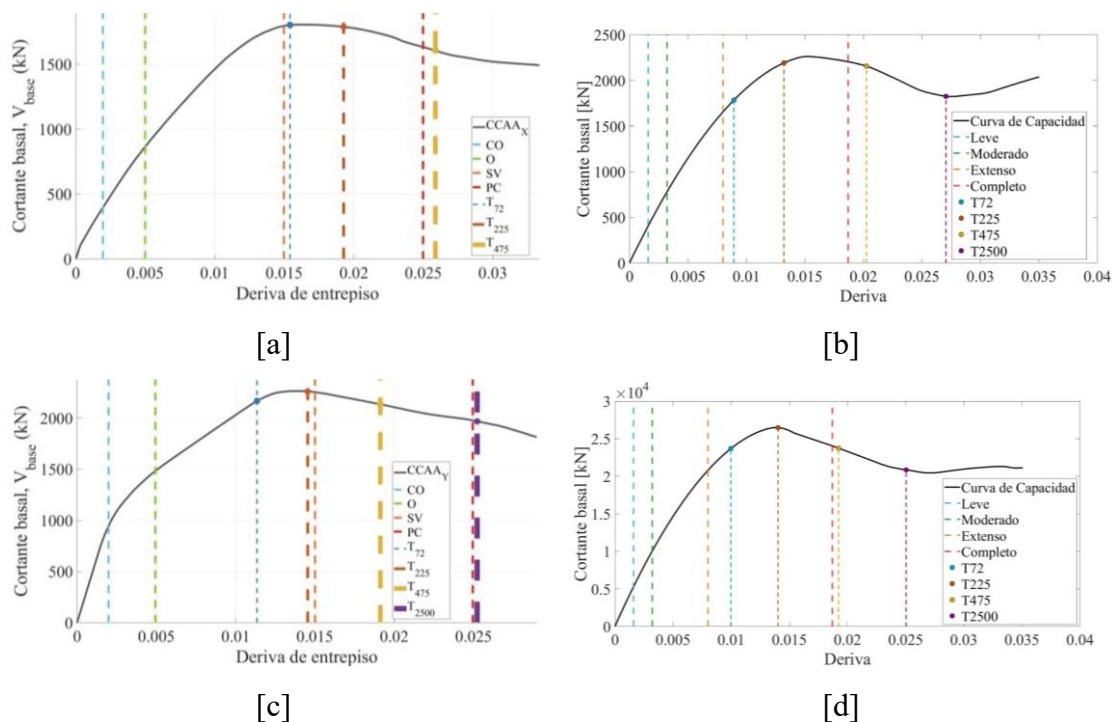 Cortante basal, V_base (kN)
1500
1000
500
0
0
0.005
0.01
0.015
0.02
0.025
0.03
Deriva de entrepiso
CCAA_X
CO
O
SV
PC
T_72
T_225
T_475
[a]
Cortante basal [kN]
2500
2000
1500
1000
500
0
0
0.005
0.01
0.015
0.02
0.025
0.03
0.035
0.04
Deriva
Curva de Capacidad
Leve
Moderado
Extenso
Completo
T72
T225
T475
T2500
[b]
Cortante basal, V_base (kN)
2000
1500
1000
500
0
0
0.005
0.01
0.015
0.02
0.025
Deriva de entrepiso
CCAA_Y
CO
O
SV
PC
T_72
T_225
T_475
T_2500
[c]
Cortante basal [kN]
×10^4
3
2.5
2
1.5
1
0.5
0
0
0.005
0.01
0.015
0.02
0.025
0.03
0.035
0.04
Deriva
Curva de Capacidad
Leve
Moderado
Extenso
Completo
T72
T225
T475
T2500
[d]